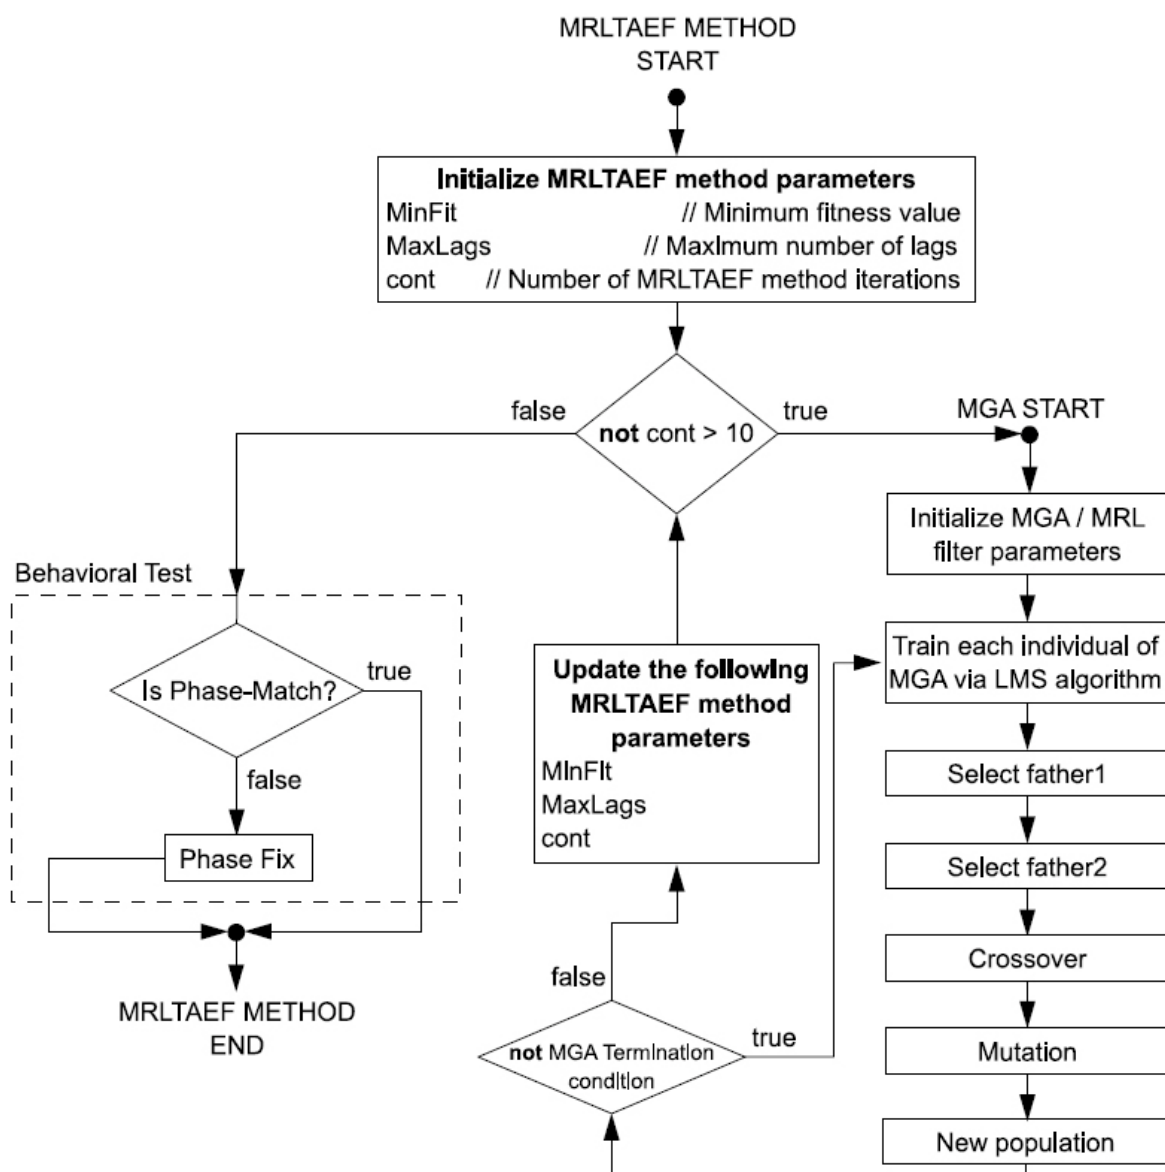 MRLTAEF METHOD
START
Initialize MRLTAEF method parameters
MinFit // Minimum fitness value
MaxLags // Maximum number of lags
cont // Number of MRLTAEF method iterations
false
not cont > 10
true
MGA START
Initialize MGA / MRL
filter parameters
Behavioral Test
Is Phase-Match?
true
false
Phase Fix
MRLTAEF METHOD
END
Update the following
MRLTAEF method
parameters
MinFit
MaxLags
cont
Train each individual of
MGA via LMS algorithm
Select father1
Select father2
Crossover
Mutation
New population
false
not MGA Termination
condition
true